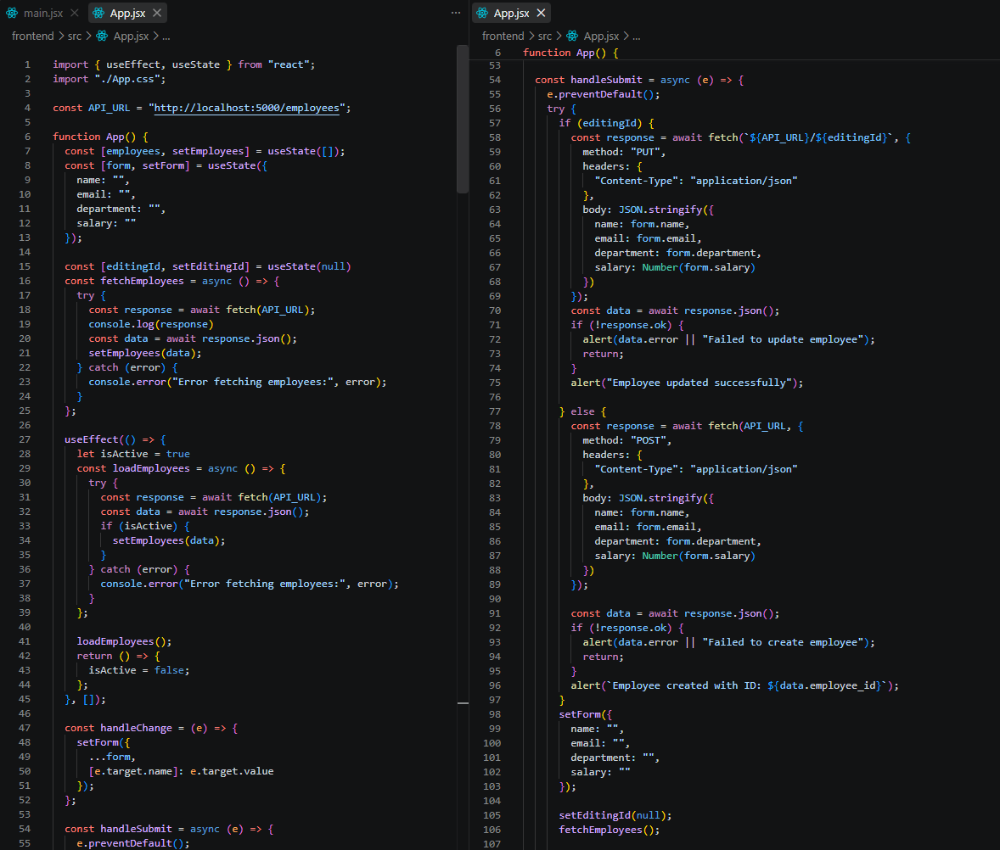 main.jsx
App.jsx
frontend > src > App.jsx > ...
1 import { useEffect, useState } from "react";
2 import "./App.css";
3
4 const API_URL = "http://localhost:5000/employees";
5
6 function App() {
7 const [employees, setEmployees] = useState([]);
8 const [form, setForm] = useState({
9 name: "",
10 email: "",
11 department: "",
12 salary: ""
13 });
14
15 const [editingId, setEditingId] = useState(null)
16 const fetchEmployees = async () => {
17 try {
18 const response = await fetch(API_URL);
19 console.log(response)
20 const data = await response.json();
21 setEmployees(data);
22 } catch (error) {
23 console.error("Error fetching employees:", error);
24 }
25 };
26
27 useEffect(() => {
28 let isActive = true
29 const loadEmployees = async () => {
30 try {
31 const response = await fetch(API_URL);
32 const data = await response.json();
33 if (isActive) {
34 setEmployees(data);
35 }
36 } catch (error) {
37 console.error("Error fetching employees:", error);
38 }
39 };
40
41 loadEmployees();
42 return () => {
43 isActive = false;
44 };
45 }, []);
46
47 const handleChange = (e) => {
48 setForm({
49 ...form,
50 [e.target.name]: e.target.value
51 });
52 };
53
54 const handleSubmit = async (e) => {
55 e.preventDefault();
App.jsx
frontend > src > App.jsx > ...
6 function App() {
53
54 const handleSubmit = async (e) => {
55 e.preventDefault();
56 try {
57 if (editingId) {
58 const response = await fetch(`${API_URL}/${editingId}`, {
59 method: "PUT",
60 headers: {
61 "Content-Type": "application/json"
62 },
63 body: JSON.stringify({
64 name: form.name,
65 email: form.email,
66 department: form.department,
67 salary: Number(form.salary)
68 })
69 });
70 const data = await response.json();
71 if (!response.ok) {
72 alert(data.error || "Failed to update employee");
73 return;
74 }
75 alert("Employee updated successfully");
76
77 } else {
78 const response = await fetch(API_URL, {
79 method: "POST",
80 headers: {
81 "Content-Type": "application/json"
82 },
83 body: JSON.stringify({
84 name: form.name,
85 email: form.email,
86 department: form.department,
87 salary: Number(form.salary)
88 })
89 });
90
91 const data = await response.json();
92 if (!response.ok) {
93 alert(data.error || "Failed to create employee");
94 return;
95 }
96 alert(`Employee created with ID: ${data.employee_id}`);
97 }
98 setForm({
99 name: "",
100 email: "",
101 department: "",
102 salary: ""
103 });
104
105 setEditingId(null);
106 fetchEmployees();
107